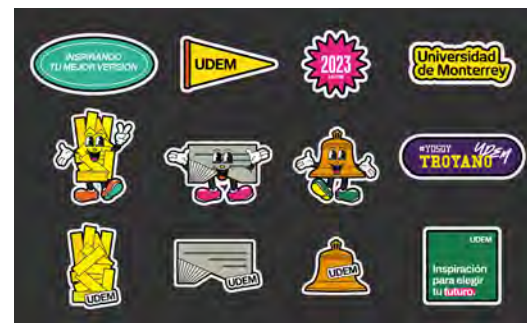 INSPIRANDO
TU MEJOR VERSIÓN
UDEM
2023
Universidad
de Monterrey
#YOSOY
UDEM
TROYANO
UDEM
UDEM
UDEM
UDEM
Inspiración
para elegir
tu futuro.